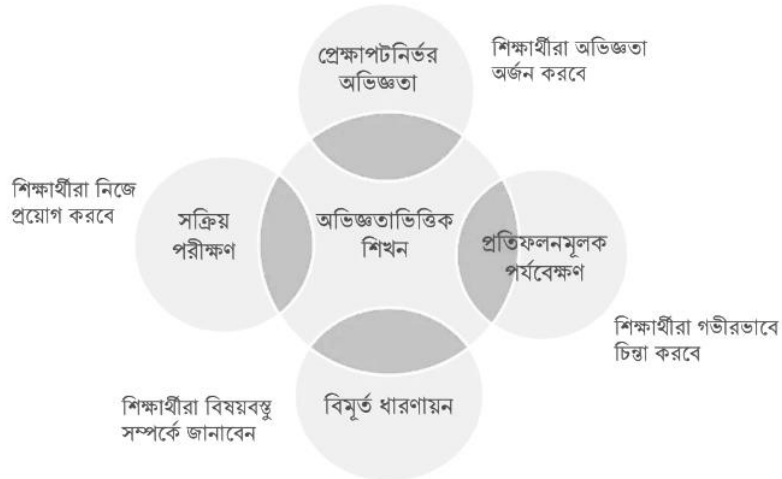 প্রেক্ষাপটনির্ভর
অভিজ্ঞতা
শিক্ষার্থীরা অভিজ্ঞতা
অর্জন করবে
শিক্ষার্থীরা নিজে
প্রয়োগ করবে
সক্রিয়
পরীক্ষণ
অভিজ্ঞতাভিত্তিক
শিখন
প্রতিফলনমূলক
পর্যবেক্ষণ
শিক্ষার্থীরা গভীরভাবে
চিন্তা করবে
শিক্ষার্থীরা বিষয়বস্তু
সম্পর্কে জানাবেন
বিমূর্ত ধারণায়ন